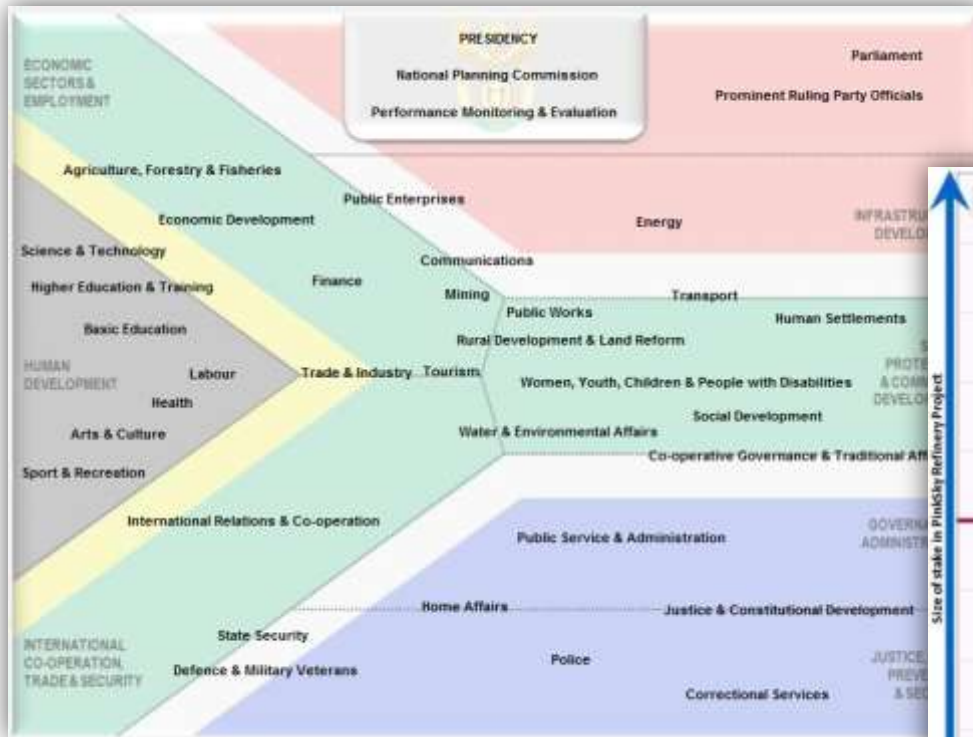 PRESIDENCY
National Planning Commission
Performance Monitoring & Evaluation
Parliament
Prominent Ruling Party Officials
ECONOMIC
SECTORS &
EMPLOYMENT
Agriculture, Forestry & Fisheries
Public Enterprises
Economic Development
Energy
Science & Technology
Communications
Finance
Higher Education & Training
Mining
Transport
Public Works
Human Settlements
Basic Education
Rural Development & Land Reform
HUMAN
DEVELOPMENT
Labour
Trade & Industry
Tourism
Women, Youth, Children & People with Disabilities
Health
Social Development
Arts & Culture
Water & Environmental Affairs
Sport & Recreation
Co-operative Governance & Traditional
International Relations & Co-operation
Public Service & Administration
Home Affairs
Justice & Constitutional Development
State Security
INTERNATIONAL
CO-OPERATION,
TRADE & SECURITY
Defence & Military Veterans
Police
JUSTICE,
Correctional Services
Size of stake in PinkSky Refinery Project